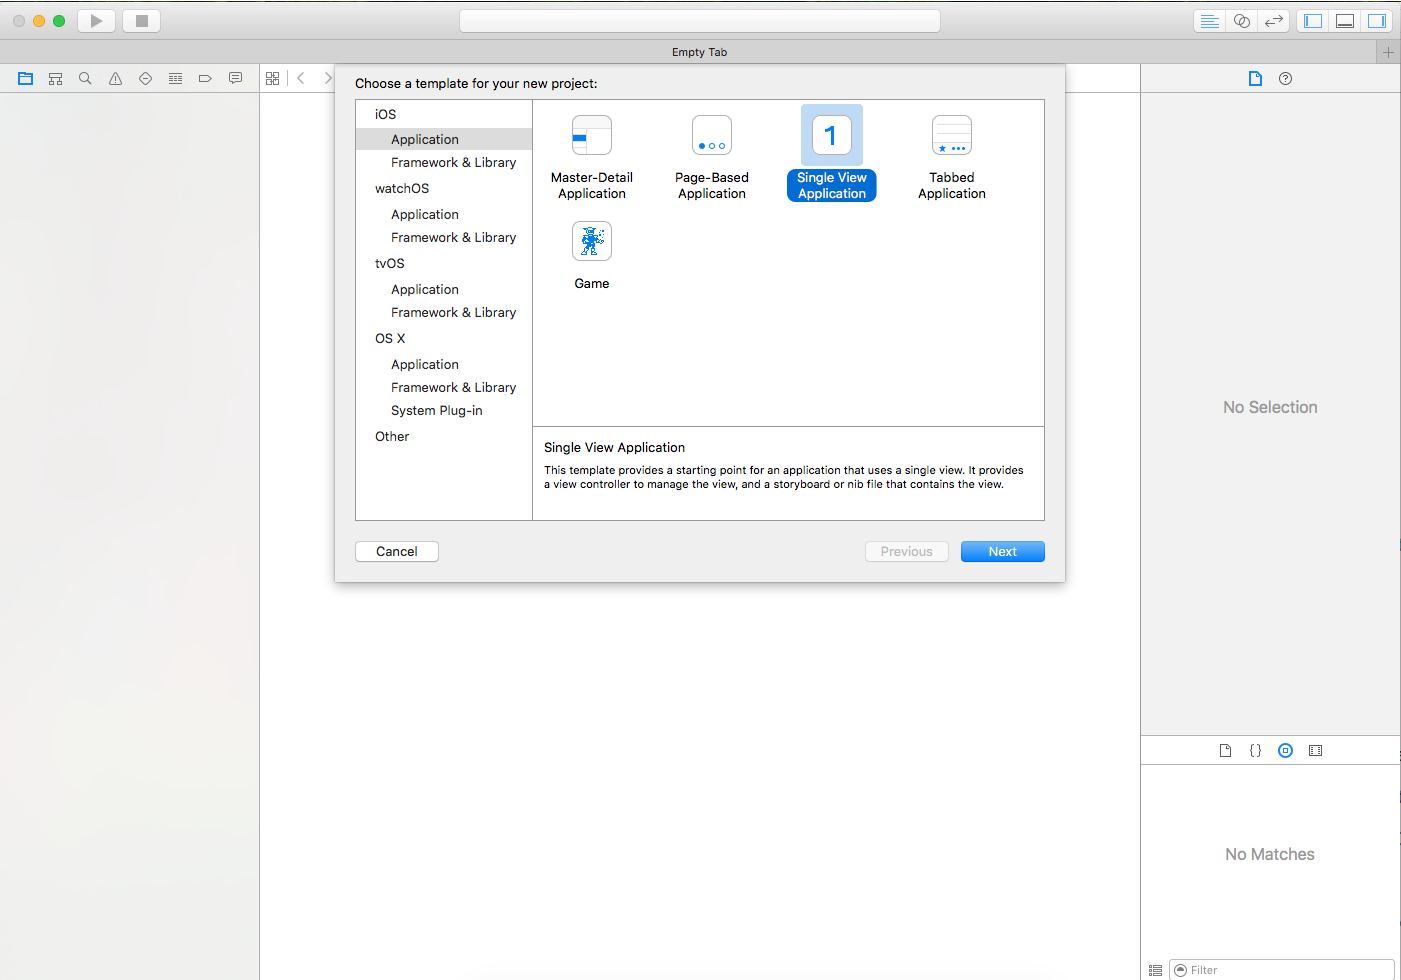 Empty Tab
Choose a template for your new project:
iOS
Application
Framework & Library
watchOS
Application
Framework & Library
tvOS
Application
Framework & Library
OS X
Application
Framework & Library
System Plug-in
Other
Master-Detail
Application
Page-Based
Application
1
Single View
Application
Tabbed
Application
Game
Single View Application
This template provides a starting point for an application that uses a single view. It provides
a view controller to manage the view, and a storyboard or nib file that contains the view.
Cancel
Previous
Next
No Selection
{}
No Matches
Filter